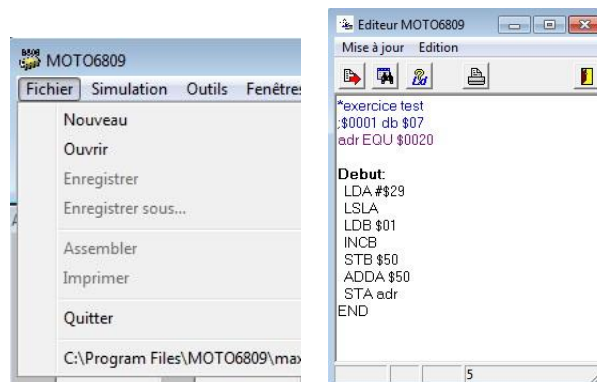 MOTO6809
Fichier Simulation Outils Fenêtres
Nouveau
Ouvrir
Enregistrer
Enregistrer sous...
Assembler
Imprimer
Quitter
C:\Program Files\MOTO6809\max
Editeur MOTO6809
Mise à jour Edition
*exercice test
;$0001 db $07
adr EQU $0020
Debut:
LDA #$29
LSLA
LDB $01
INCB
STB $50
ADDA $50
STA adr
END
5